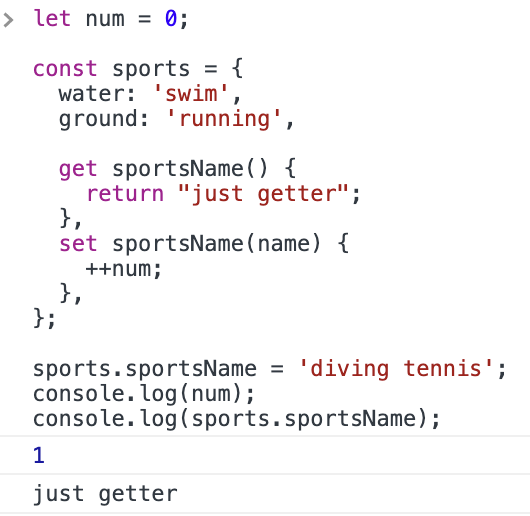 > let num = 0;
const sports = {
water: 'swim',
ground: 'running',
get sportsName() {
return "just getter";
},
set sportsName(name) {
++num;
},
};
sports.sportsName = 'diving tennis';
console.log(num);
console.log(sports.sportsName);
1
just getter